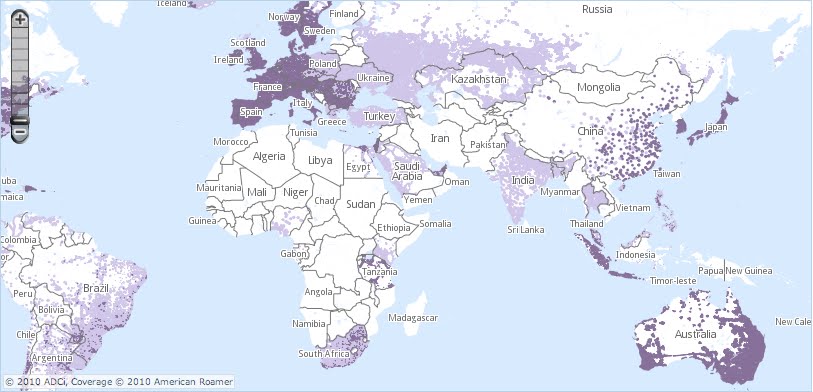 Iceland
Norway
Finland
Russia
Sweden
Scotland
Ireland
Poland
Ukraine
Kazakhstan
Mongolia
France
Italy
Spain
Greece
Turkey
Japan
China
Tunisia
Morocco
Iran
Pakistan
Algeria
Libya
Egypt
Saudi
Arabia
Taiwan
uba
maica
Mauritania
Mali
Niger
Chad
Sudan
Oman
India
Myanmar
Yemen
Vietnam
Guinea
Ethiopia
Somalia
Thailand
Sri Lanka
Colombia
Gabon
Indonesia
or
Tanzania
Papua New Guinea
Timor-leste
Peru
Brazil
Angola
Bolivia
Madagascar
Namibia
New Cale
Chile
Australia
Argentina
South Africa
© 2010 ADCi, Coverage © 2010 American Roamer